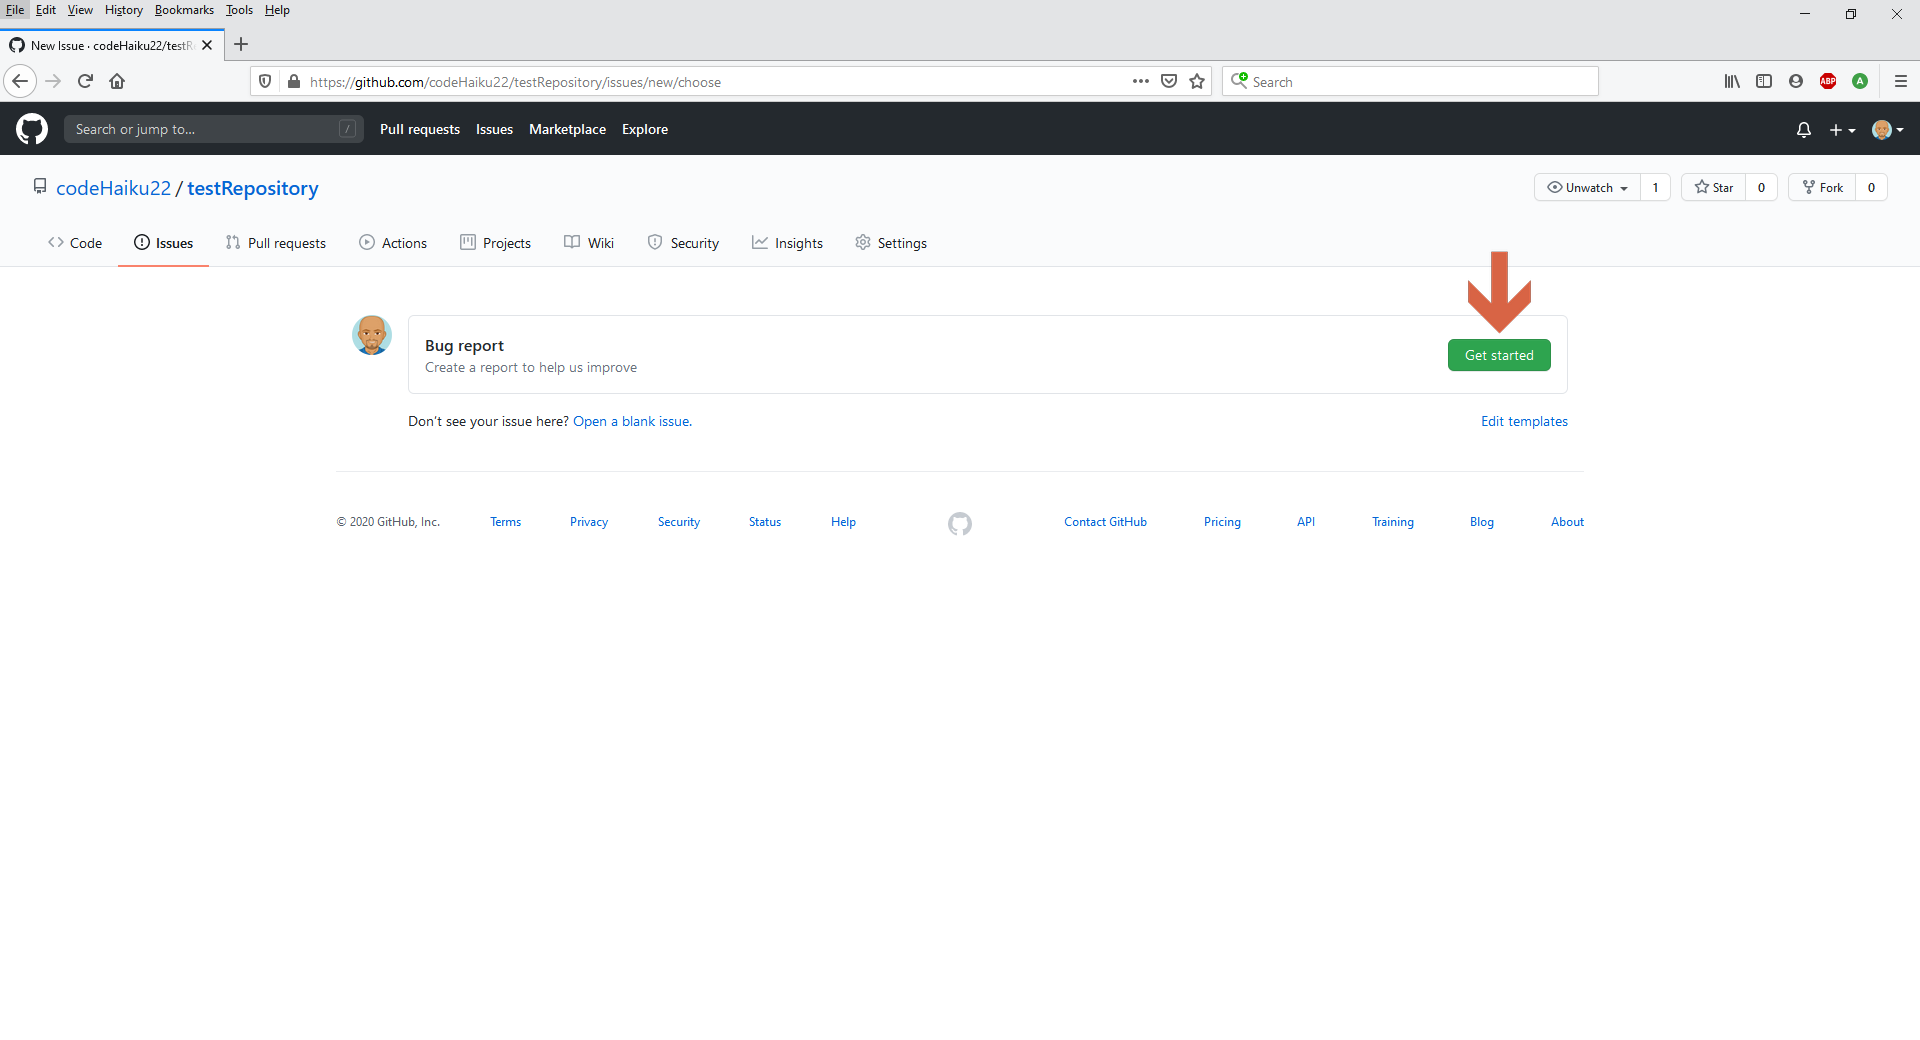 File Edit View History Bookmarks Tools Help
New Issue · codeHaiku22/testR
https://github.com/codeHaiku22/testRepository/issues/new/choose
Search
ABP
A
Search or jump to...
/
Pull requests Issues Marketplace Explore
codeHaiku22 / testRepository
Unwatch 1 Star 0 Fork 0
Code Issues Pull requests Actions Projects Wiki Security Insights Settings
Bug report
Create a report to help us improve
Get started
Don't see your issue here? Open a blank issue.
Edit templates
© 2020 GitHub, Inc. Terms Privacy Security Status Help Contact GitHub Pricing API Training Blog About